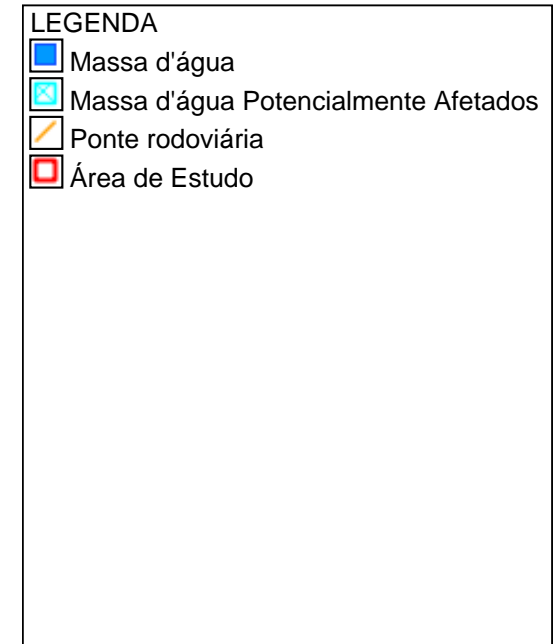 LEGENDA
Massa d'água
Massa d'água Potencialmente Afetados
Ponte rodoviária
Área de Estudo